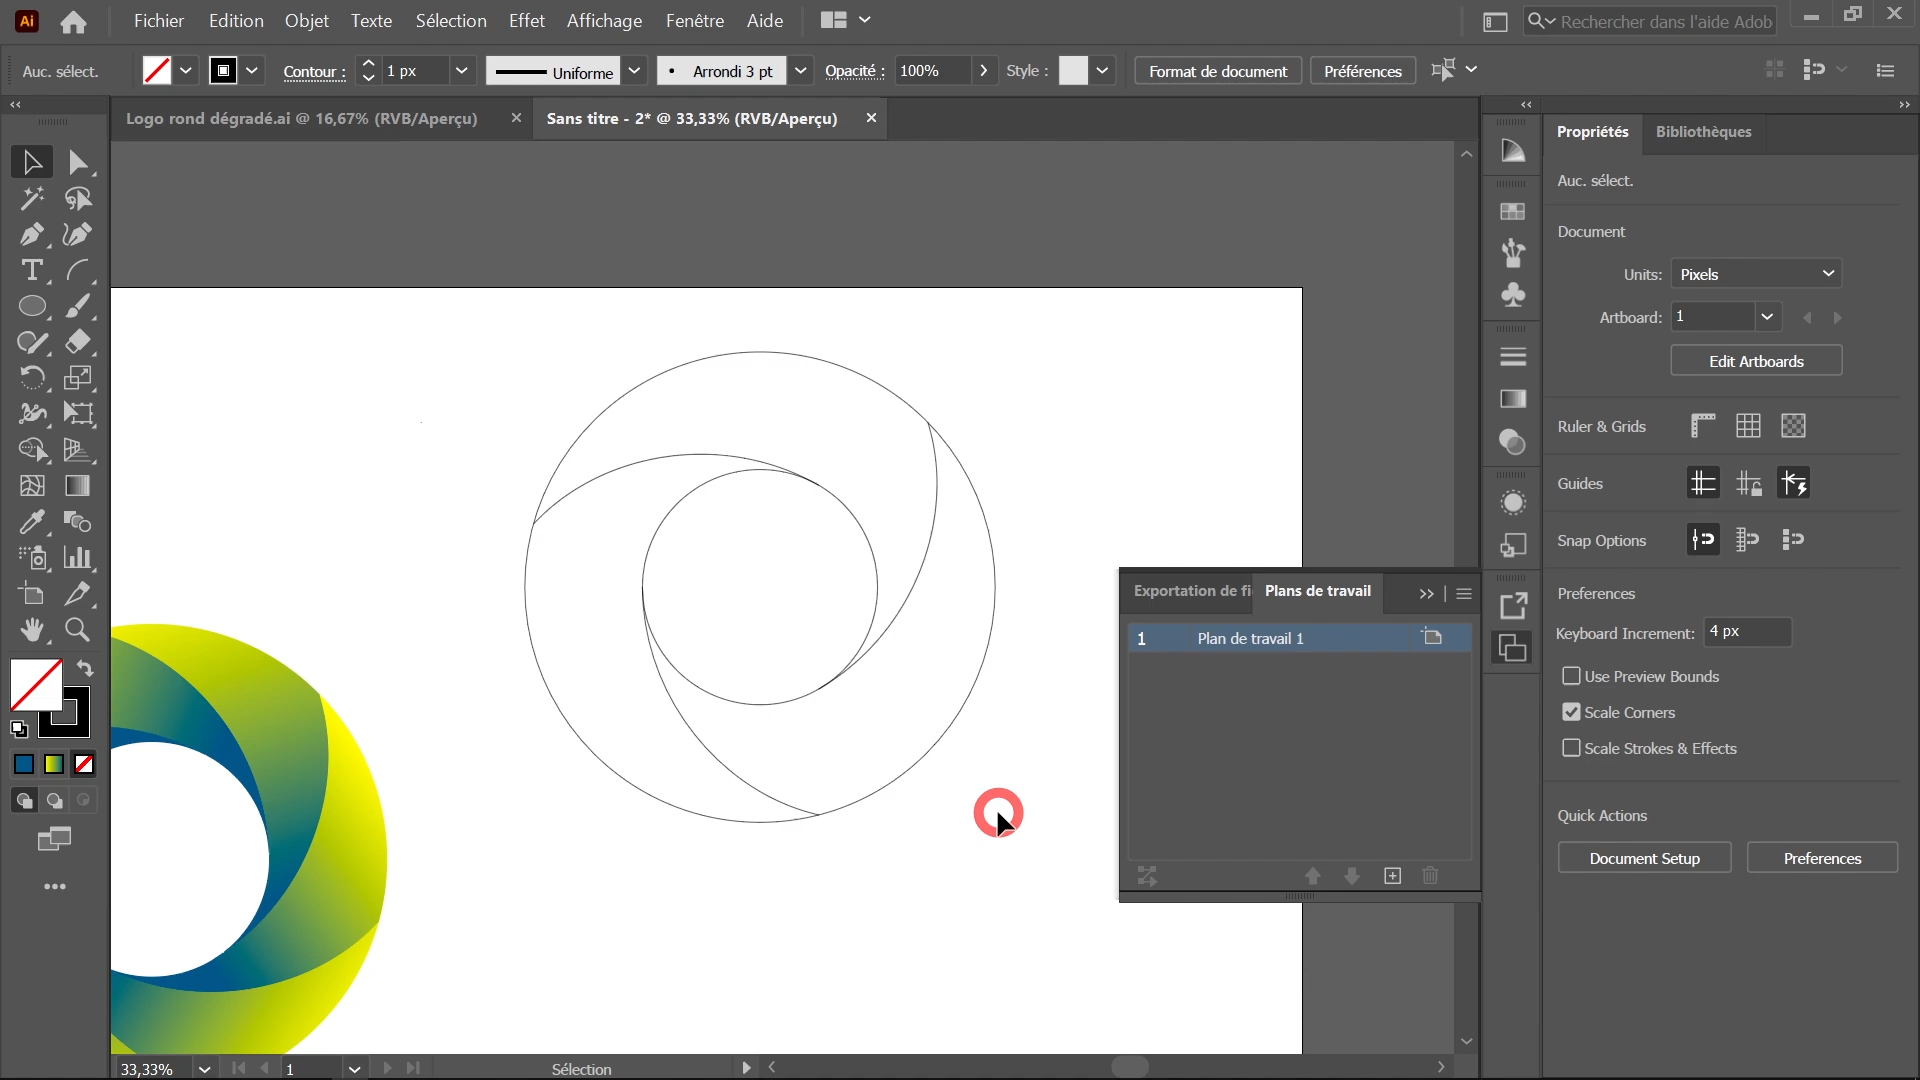 Ai Fichier Edition Objet Texte Sélection Effet Affichage Fenêtre Aide Rechercher dans l'aide Adob
Auc. sélect. Contour : 1 px Uniforme Arrondi 3 pt Opacité : 100% Style : Format de document Préférences
Logo rond dégradé.ai @ 16,67% (RVB/Aperçu) Sans titre - 2* @ 33,33% (RVB/Aperçu)
Propriétés Bibliothèques
Auc. sélect.
Document
Units: Pixels
Artboard: 1
Edit Artboards
Ruler & Grids
Guides
Snap Options
Preferences
Keyboard Increment: 4 px
Use Preview Bounds
Scale Corners
Scale Strokes & Effects
Quick Actions
Document Setup Preferences
Exportation de fi Plans de travail
1 Plan de travail 1
33,33% 1 Sélection